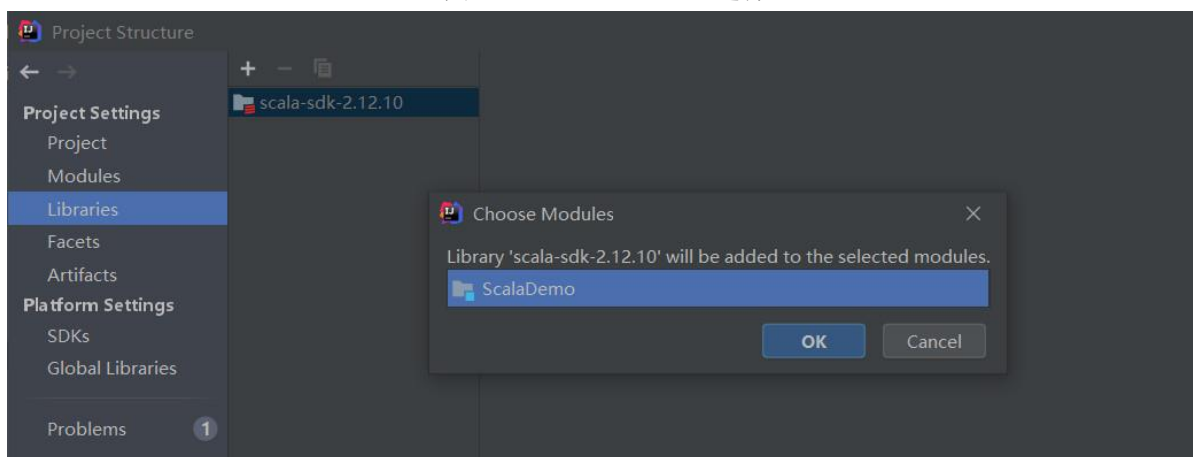 Project Structure
Project Settings
Project
Modules
Libraries
Facets
Artifacts
Platform Settings
SDKs
Global Libraries
Problems 1
scala-sdk-2.12.10
Choose Modules
Library 'scala-sdk-2.12.10' will be added to the selected modules.
ScalaDemo
OK Cancel